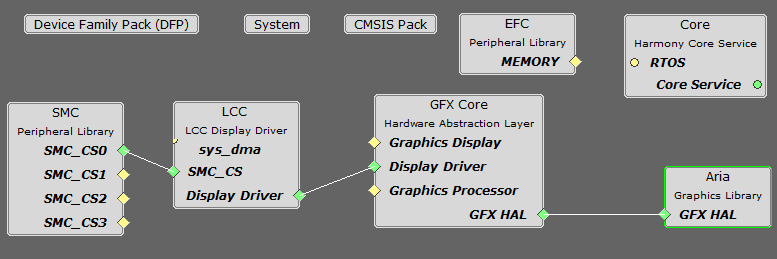 Device Family Pack (DFP)
System
CMSIS Pack
EFC
Peripheral Library
MEMORY
Core
Harmony Core Service
RTOS
Core Service
SMC
Peripheral Library
SMC_CS0
SMC_CS1
SMC_CS2
SMC_CS3
LCC
LCC Display Driver
sys_dma
SMC_CS
Display Driver
GFX Core
Hardware Abstraction Layer
Graphics Display
Display Driver
Graphics Processor
GFX HAL
Aria
Graphics Library
GFX HAL